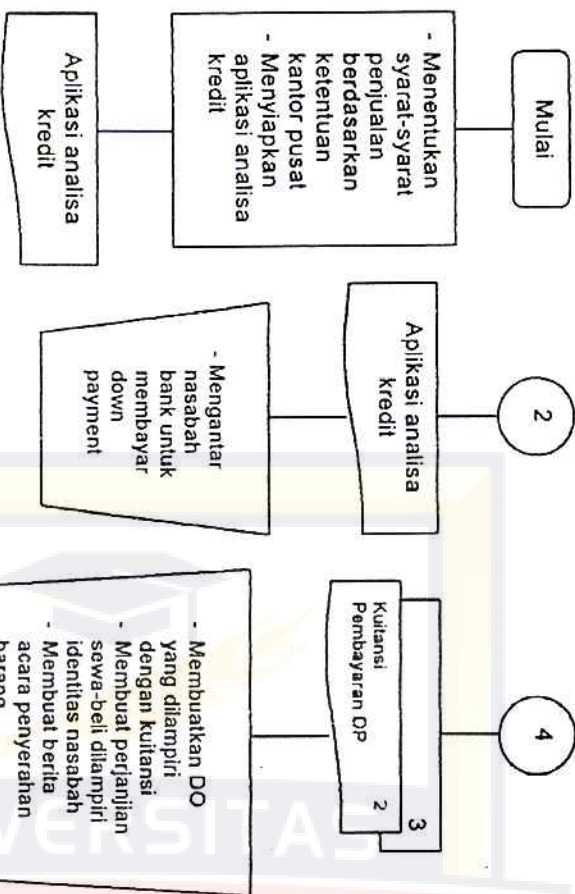 Mulai
- Menentukan
syarat-syarat
penjualan
berdasarkan
ketentuan
kantor pusat
- Menyiapkan
aplikasi analisa
kredit
Aplikasi analisa
kredit
2
Aplikasi analisa
kredit
- Mengantar
nasabah
bank untuk
membayar
down
payment
4
3
Kuitansi
Pembayaran DP
2
- Membuatkan DO
yang dilampiri
dengan kuitansi
- Membuat perjanjian
sewa-beli dilampiri
identitas nasabah
- Membuat berita
acara penyerahan
barang
VERSITAS